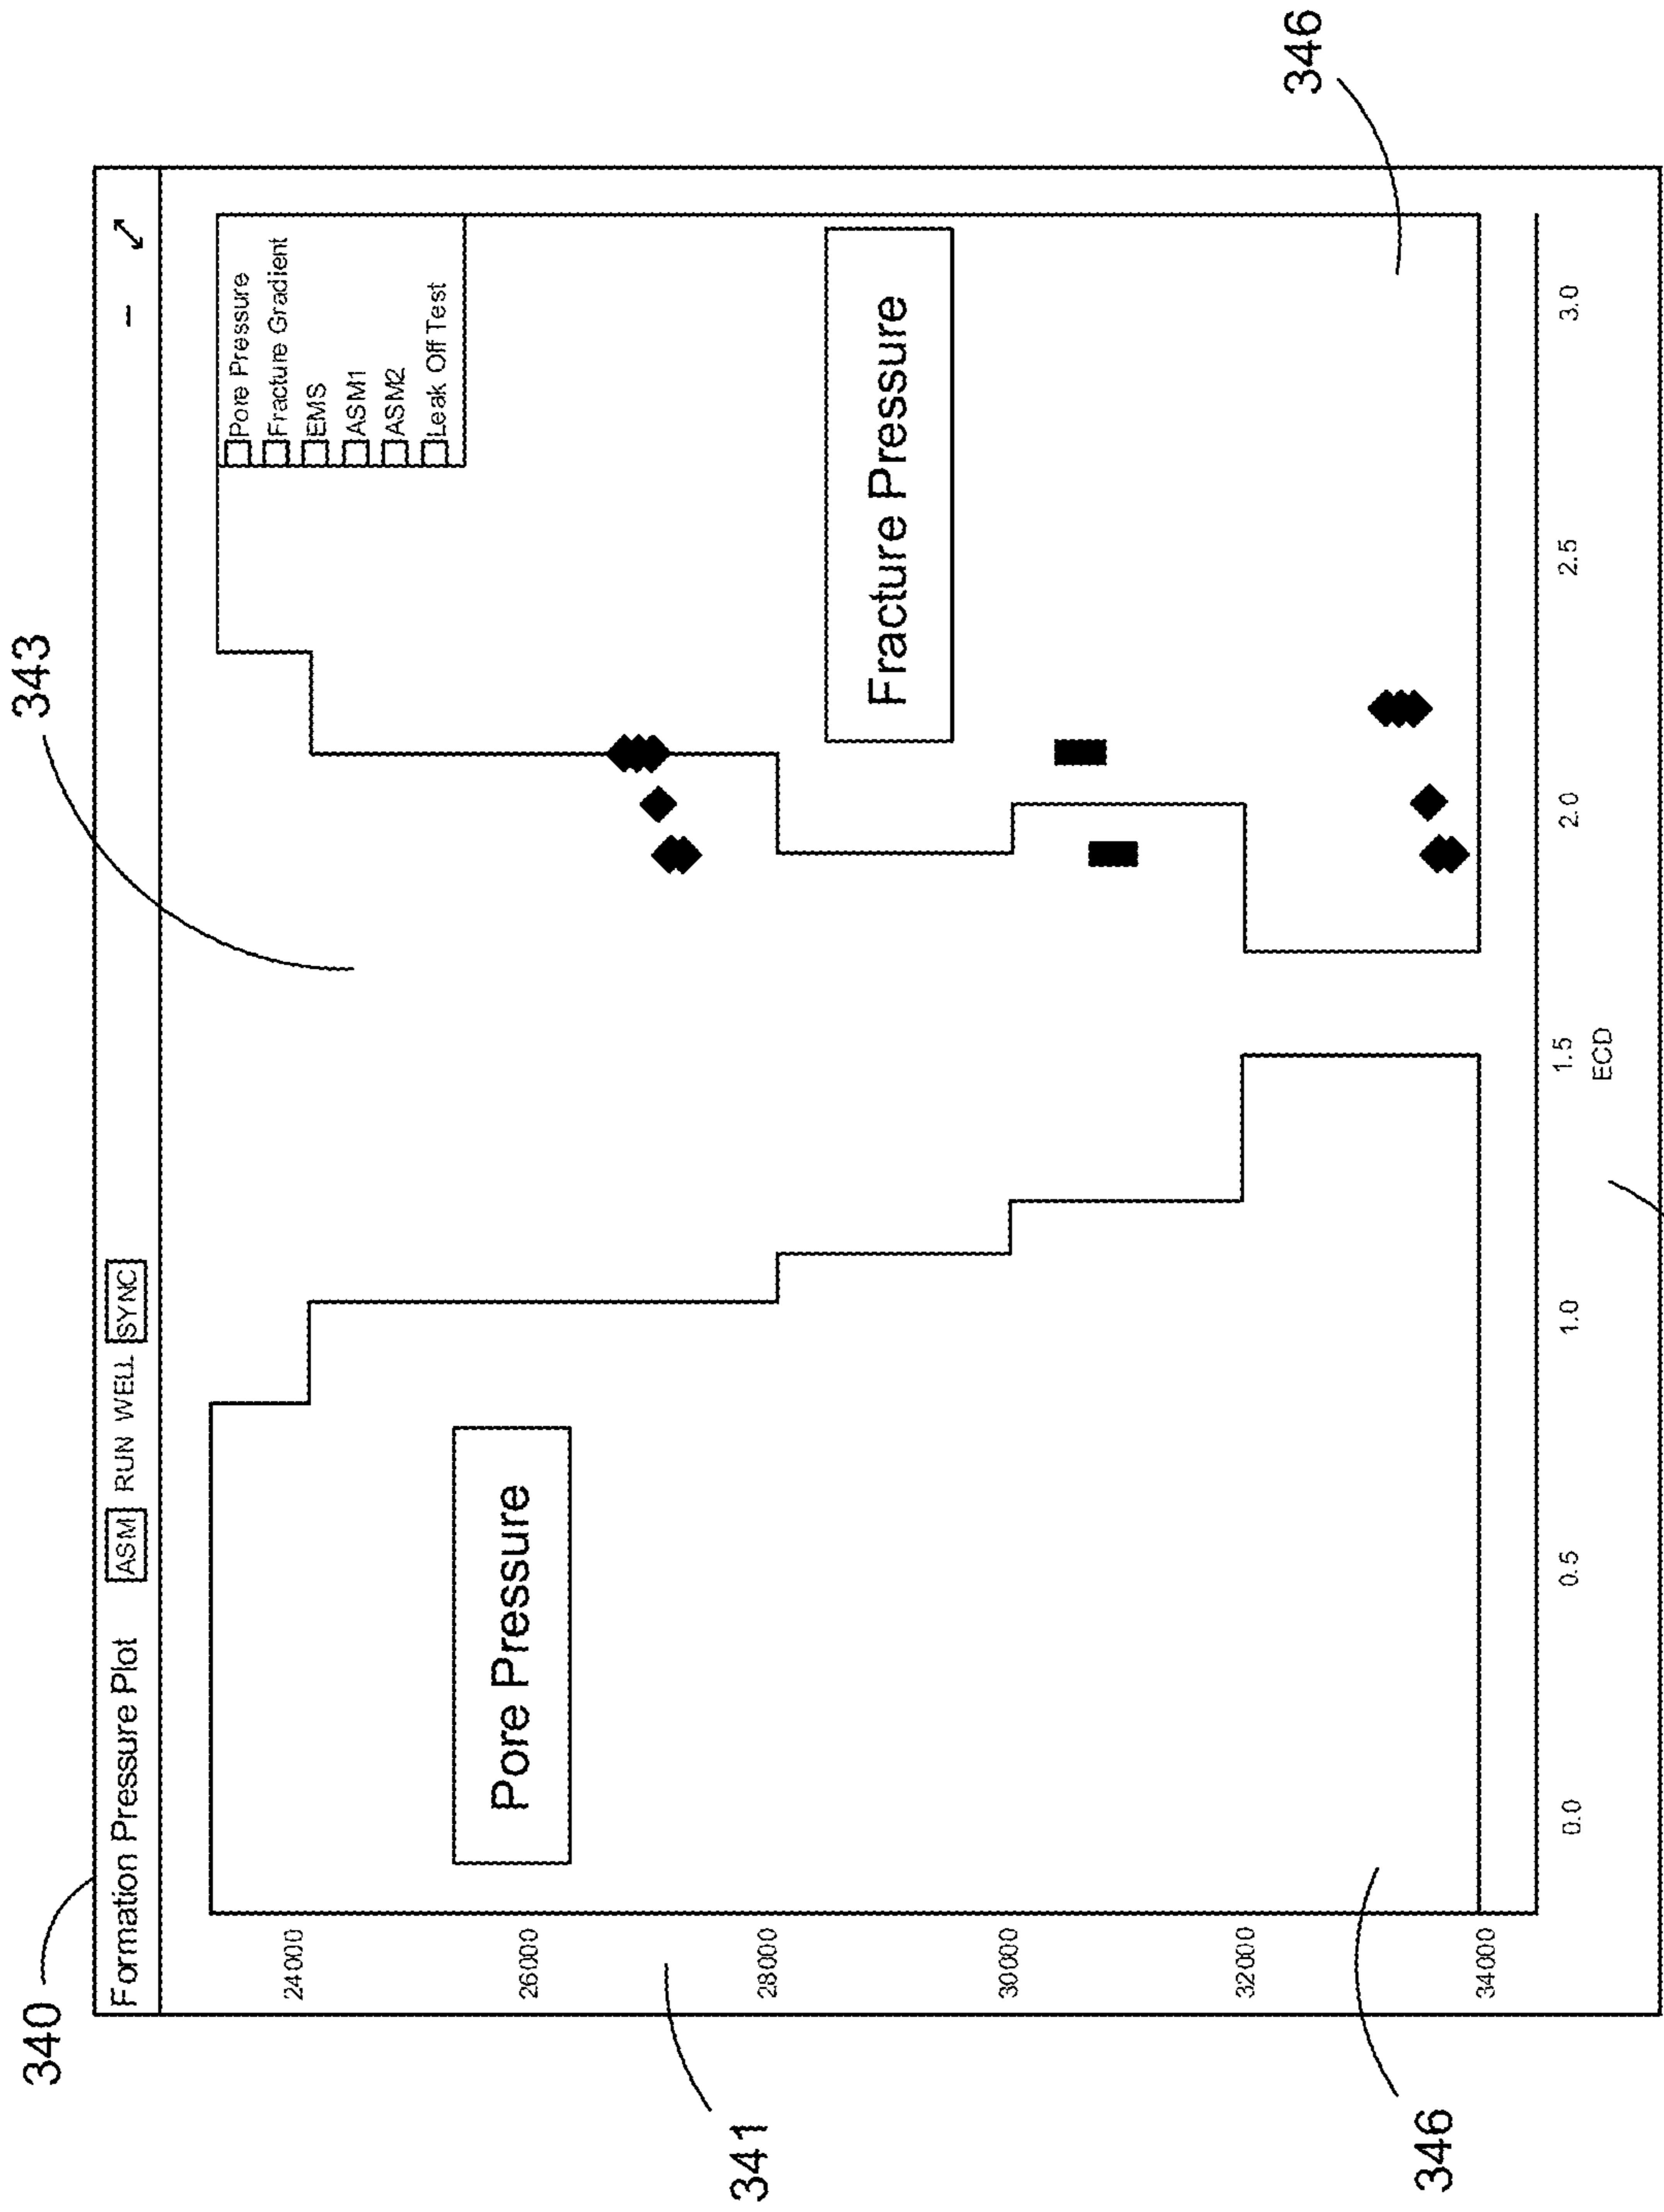 340
343
Formation Pressure Plot ASM RUN WELL SYNC –
Pore Pressure
Fracture Gradient
EMS
ASM1
ASM2
Leak Off Test
24000
26000
28000
30000
32000
34000
Pore Pressure
Fracture Pressure
341
346
346
0.0 0.5 1.0 1.5 2.0 2.5 3.0
ECD